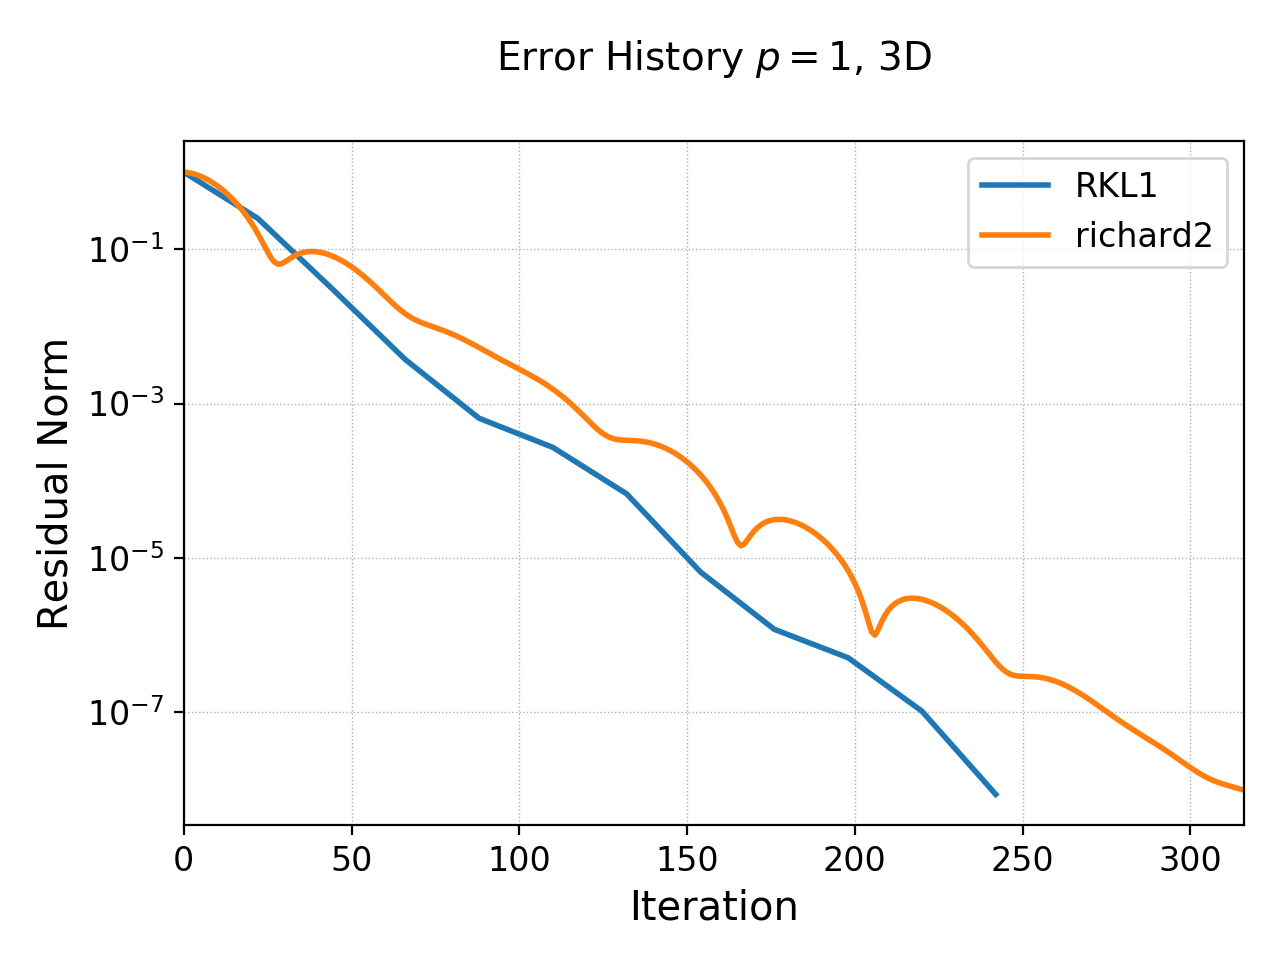 Error History p = 1, 3D
RKL1
richard2
10⁻¹
10⁻³
10⁻⁵
10⁻⁷
Residual Norm
0 50 100 150 200 250 300
Iteration